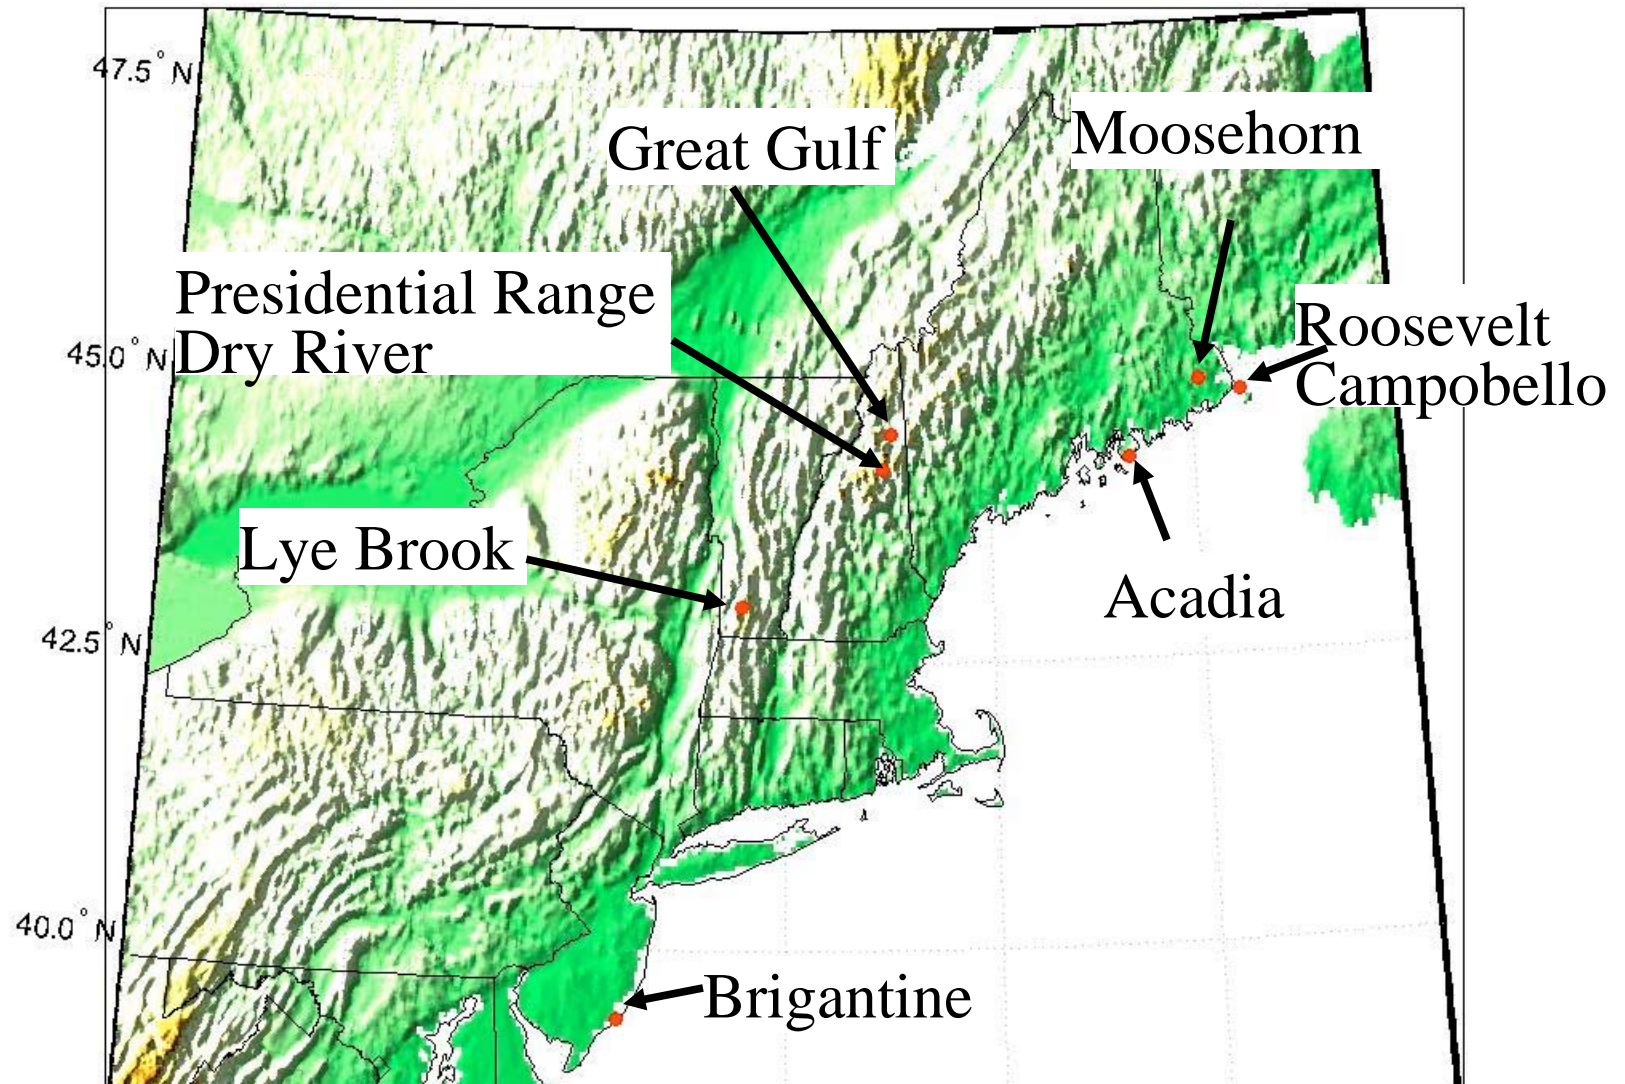 47.5° N
Great Gulf
Moosehorn
Presidential Range
Dry River
45.0° N
Roosevelt
Campobello
Lye Brook
Acadia
42.5° N
40.0° N
Brigantine